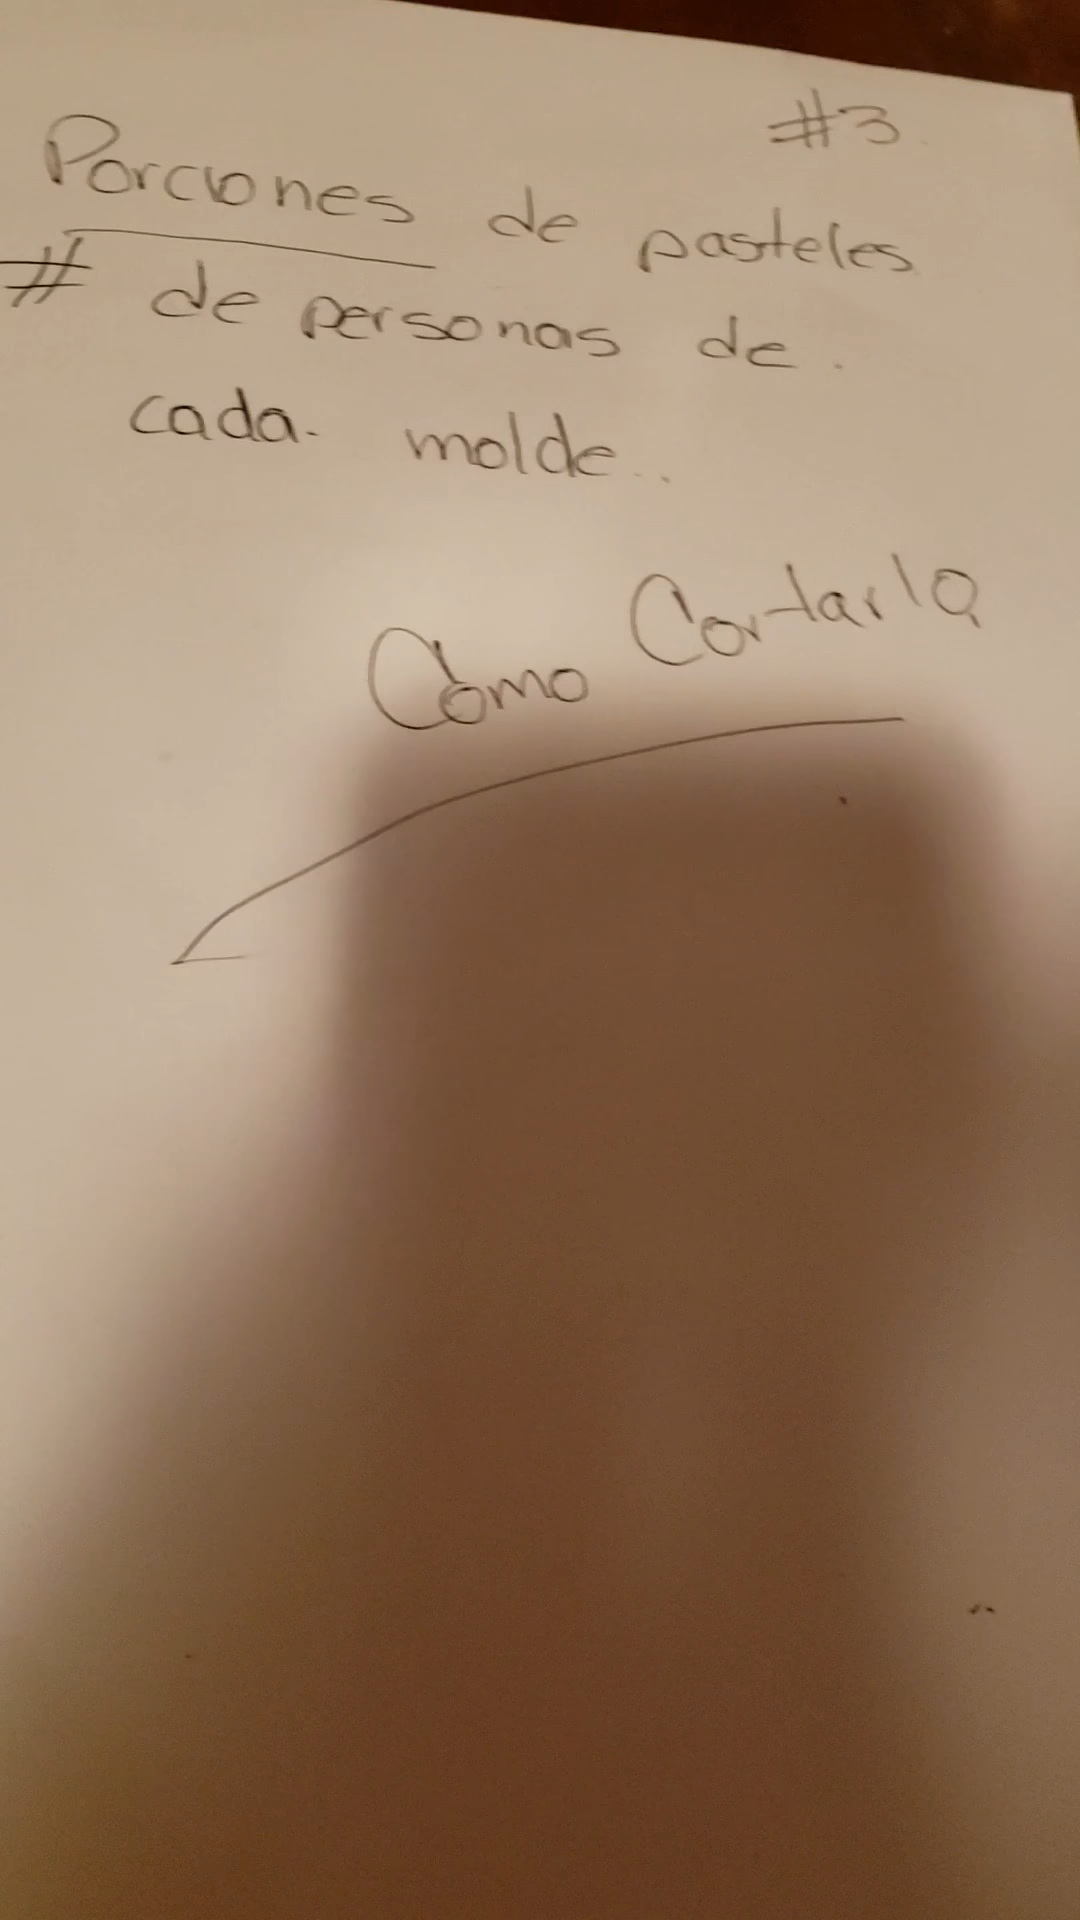 #3
Porciones de pasteles
# de personas de
cada. molde..
Como Cortarlo